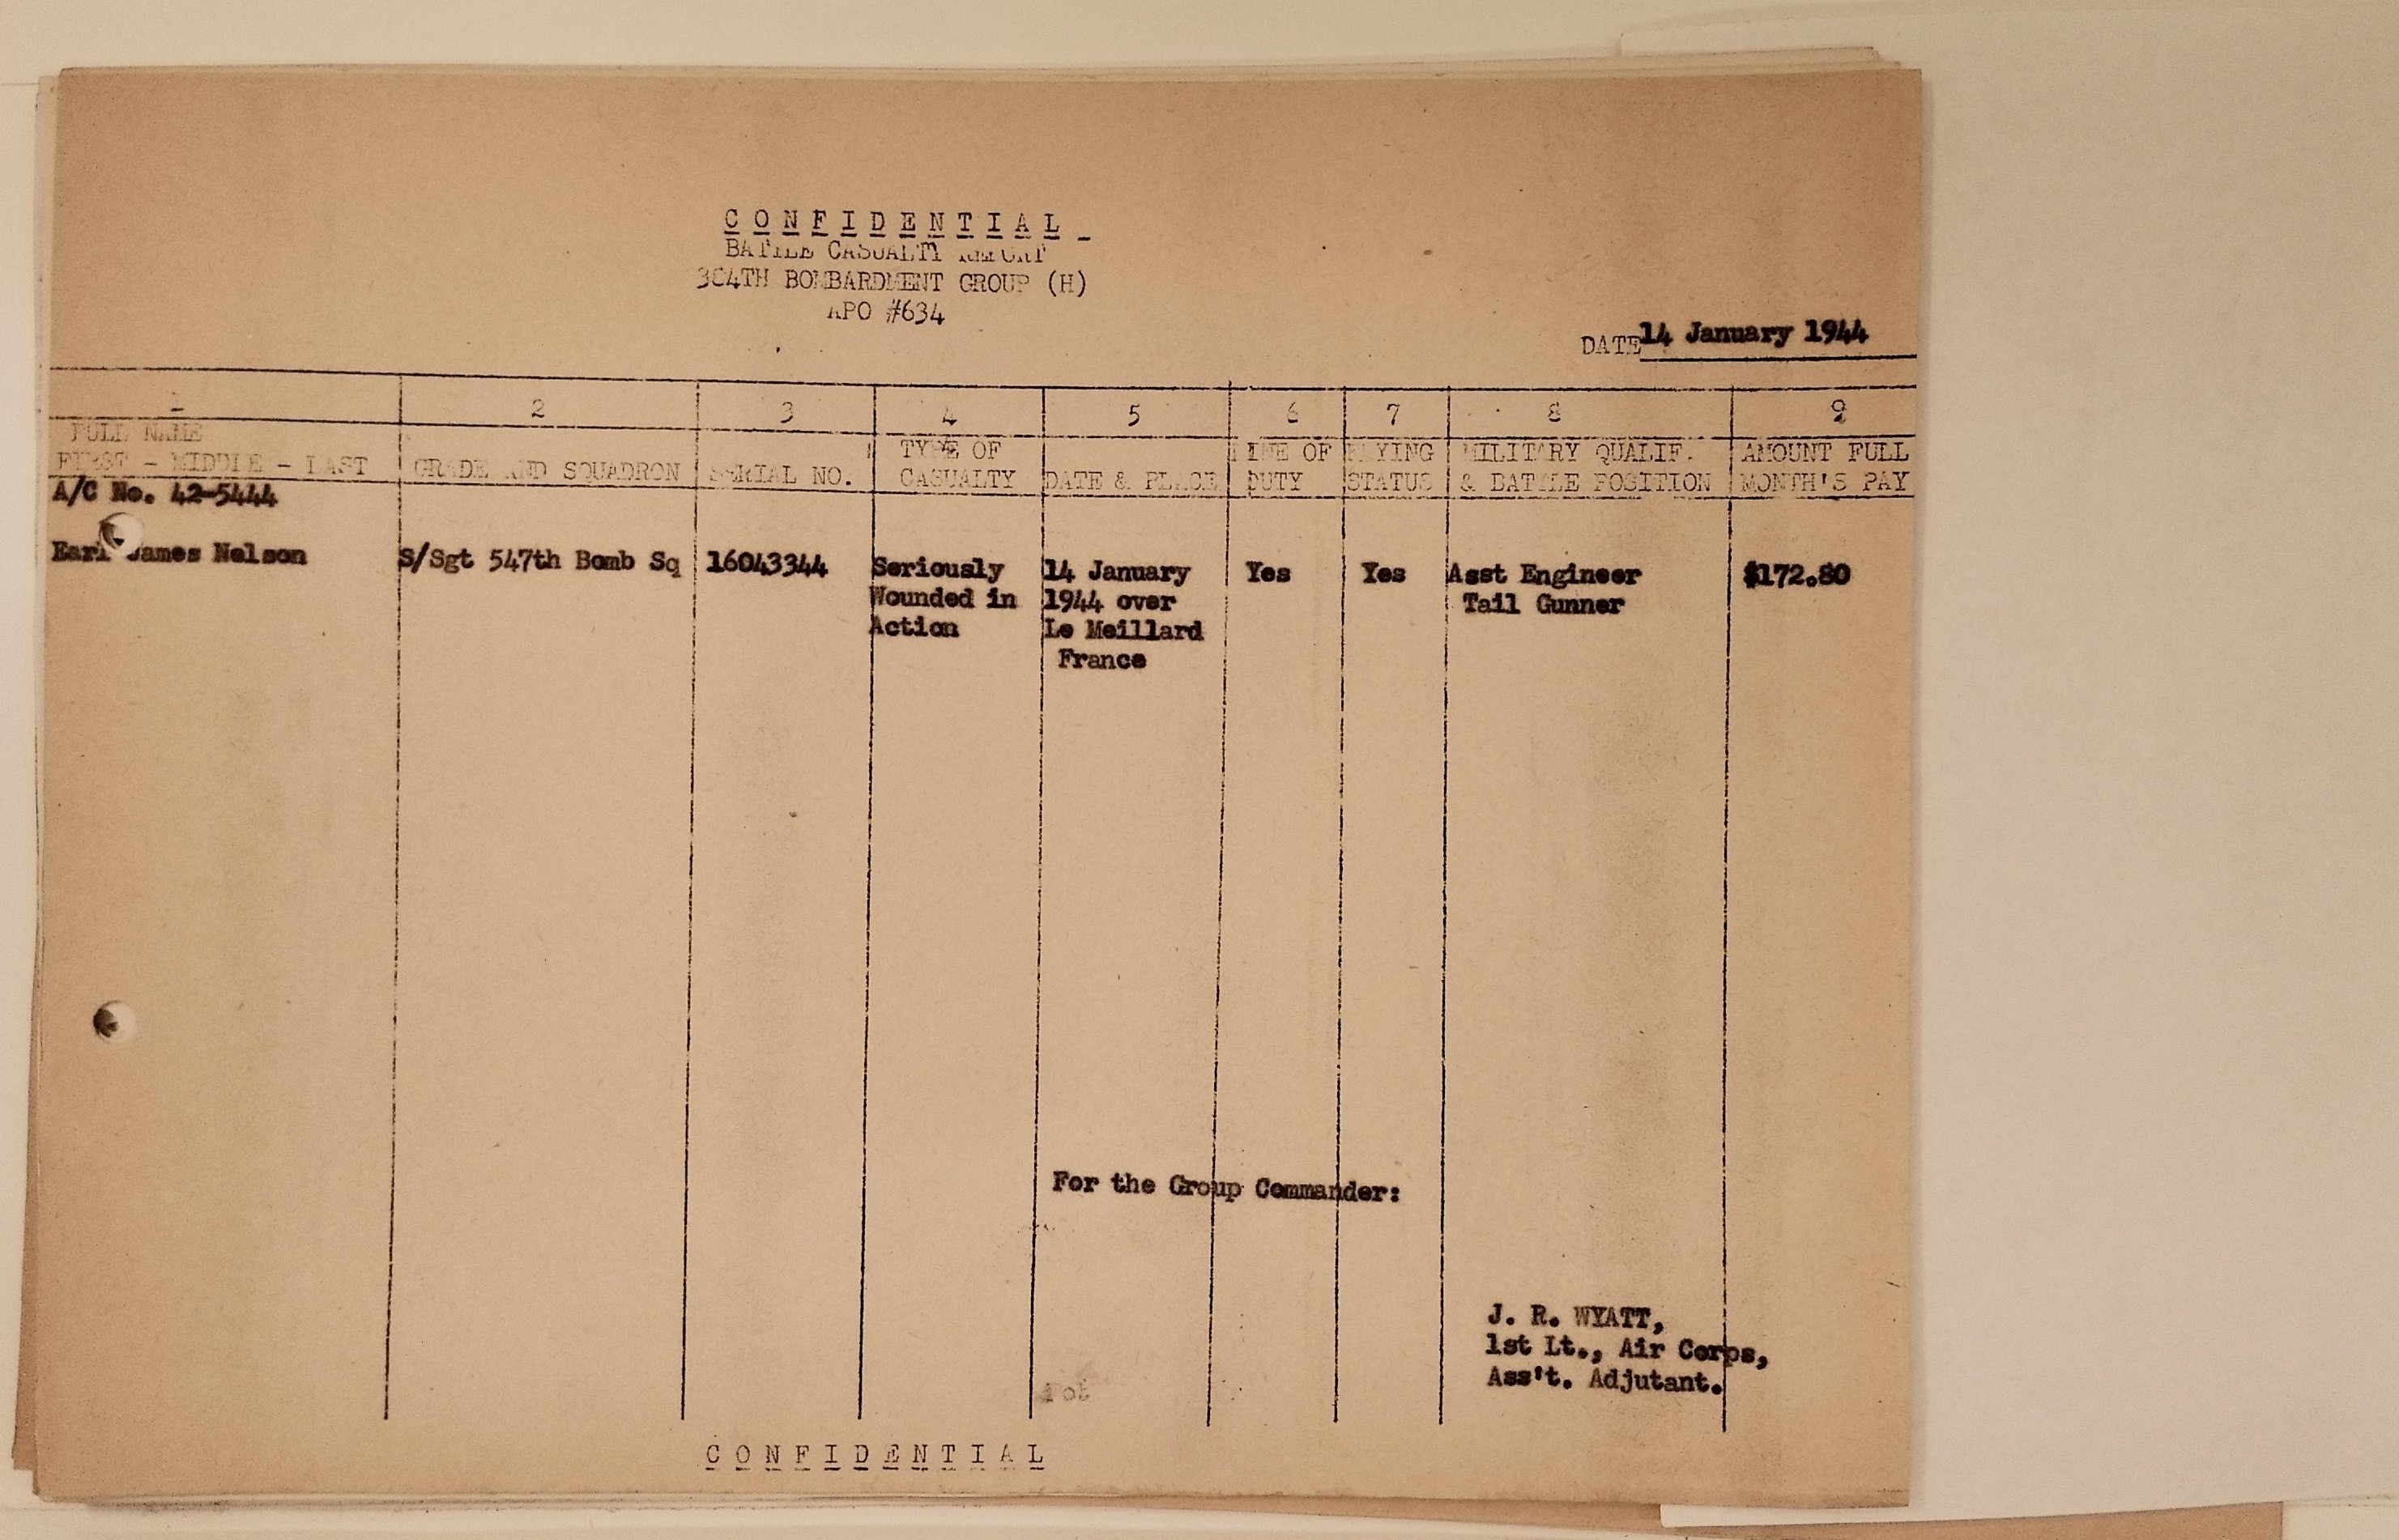 CONFIDENTIAL
BATTLE CASUALTY REPORT
384TH BOMBARDMENT GROUP (H)
APO #634
DATE 14 January 1944
1 2 3 4 5 6 7 8 9
FULL NAME
FIRST - MIDDLE - LAST
GRADE AND SQUADRON
SERIAL NO.
TYPE OF
CASUALTY
DATE & PLACE
LINE OF
DUTY
FLYING
STATUS
MILITARY QUALIF.
& BATTLE POSITION
AMOUNT FULL
MONTH'S PAY
A/C No. 42-5444
Earl James Nelson
S/Sgt 547th Bomb Sq
16043344
Seriously
Wounded in
Action
14 January
1944 over
Le Meillard
France
Yes
Yes
Asst Engineer
Tail Gunner
$172.80
For the Group Commander:
J. R. WYATT,
1st Lt., Air Corps,
Ass't. Adjutant.
CONFIDENTIAL